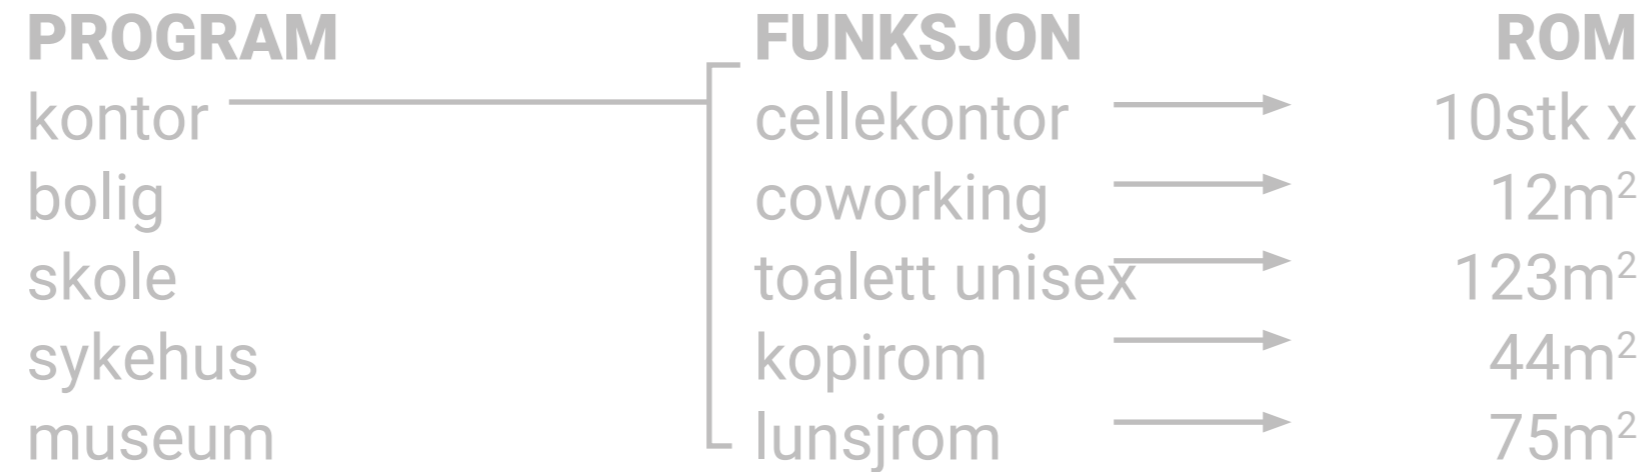 PROGRAM FUNKSJON ROM
kontor cellekontor 10stk x
bolig coworking 12m²
skole toalett unisex 123m²
sykehus kopirom 44m²
museum lunsjrom 75m²